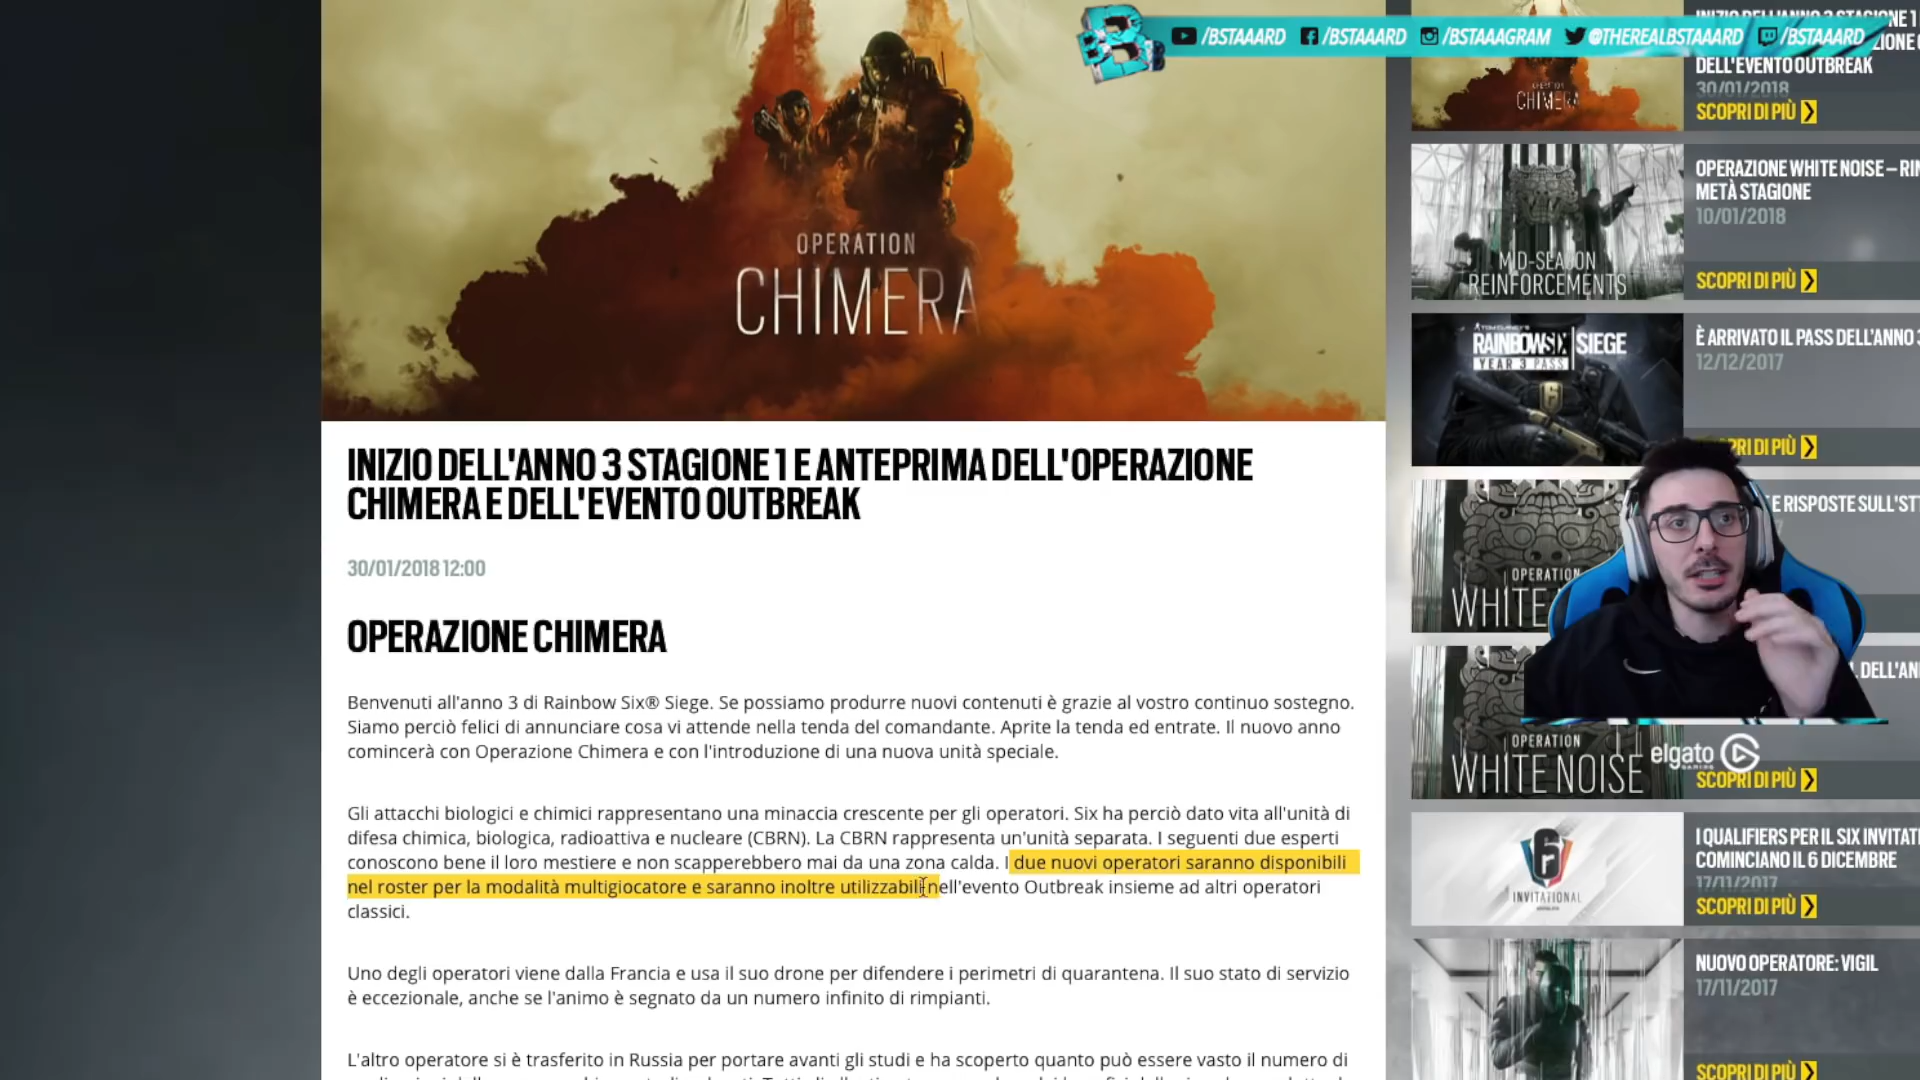 /BSTAAARD /BSTAAARD /BSTAAAGRAM @THEREALBSTAAARD /BSTAAARD
OPERATION
CHIMERA
INIZIO DELL'ANNO 3 STAGIONE 1 E ANTEPRIMA DELL'OPERAZIONE
CHIMERA E DELL'EVENTO OUTBREAK
30/01/2018 12:00
OPERAZIONE CHIMERA
Benvenuti all'anno 3 di Rainbow Six® Siege. Se possiamo produrre nuovi contenuti è grazie al vostro continuo sostegno.
Siamo perciò felici di annunciare cosa vi attende nella tenda del comandante. Aprite la tenda ed entrate. Il nuovo anno
comincerà con Operazione Chimera e con l'introduzione di una nuova unità speciale.
Gli attacchi biologici e chimici rappresentano una minaccia crescente per gli operatori. Six ha perciò dato vita all'unità di
difesa chimica, biologica, radioattiva e nucleare (CBRN). La CBRN rappresenta un'unità separata. I seguenti due esperti
conoscono bene il loro mestiere e non scapperebbero mai da una zona calda. I due nuovi operatori saranno disponibili
nel roster per la modalità multigiocatore e saranno inoltre utilizzabili nell'evento Outbreak insieme ad altri operatori
classici.
Uno degli operatori viene dalla Francia e usa il suo drone per difendere i perimetri di quarantena. Il suo stato di servizio
è eccezionale, anche se l'animo è segnato da un numero infinito di rimpianti.
L'altro operatore si è trasferito in Russia per portare avanti gli studi e ha scoperto quanto può essere vasto il numero di
INIZIO DELL'ANNO 3 STAGIONE 1
DELL'EVENTO OUTBREAK
30/01/2018
CHIMERA
SCOPRI DI PIÙ
OPERAZIONE WHITE NOISE –
METÀ STAGIONE
10/01/2018
MID-SEASON
REINFORCEMENTS
SCOPRI DI PIÙ
RAINBOW SIX SIEGE
YEAR 3 PASS
È ARRIVATO IL PASS DELL'ANNO 3
12/12/2017
DI PIÙ
E RISPOSTE
OPERATION
WHITE
OPERATION
WHITE NOISE
elgato
GAMING
SCOPRI DI PIÙ
I QUALIFIERS PER IL SIX
COMINCIANO IL 6 DICEMBRE
17/11/2017
6
INVITATIONAL
SCOPRI DI PIÙ
NUOVO OPERATORE: VIGIL
17/11/2017
SCOPRI DI PIÙ